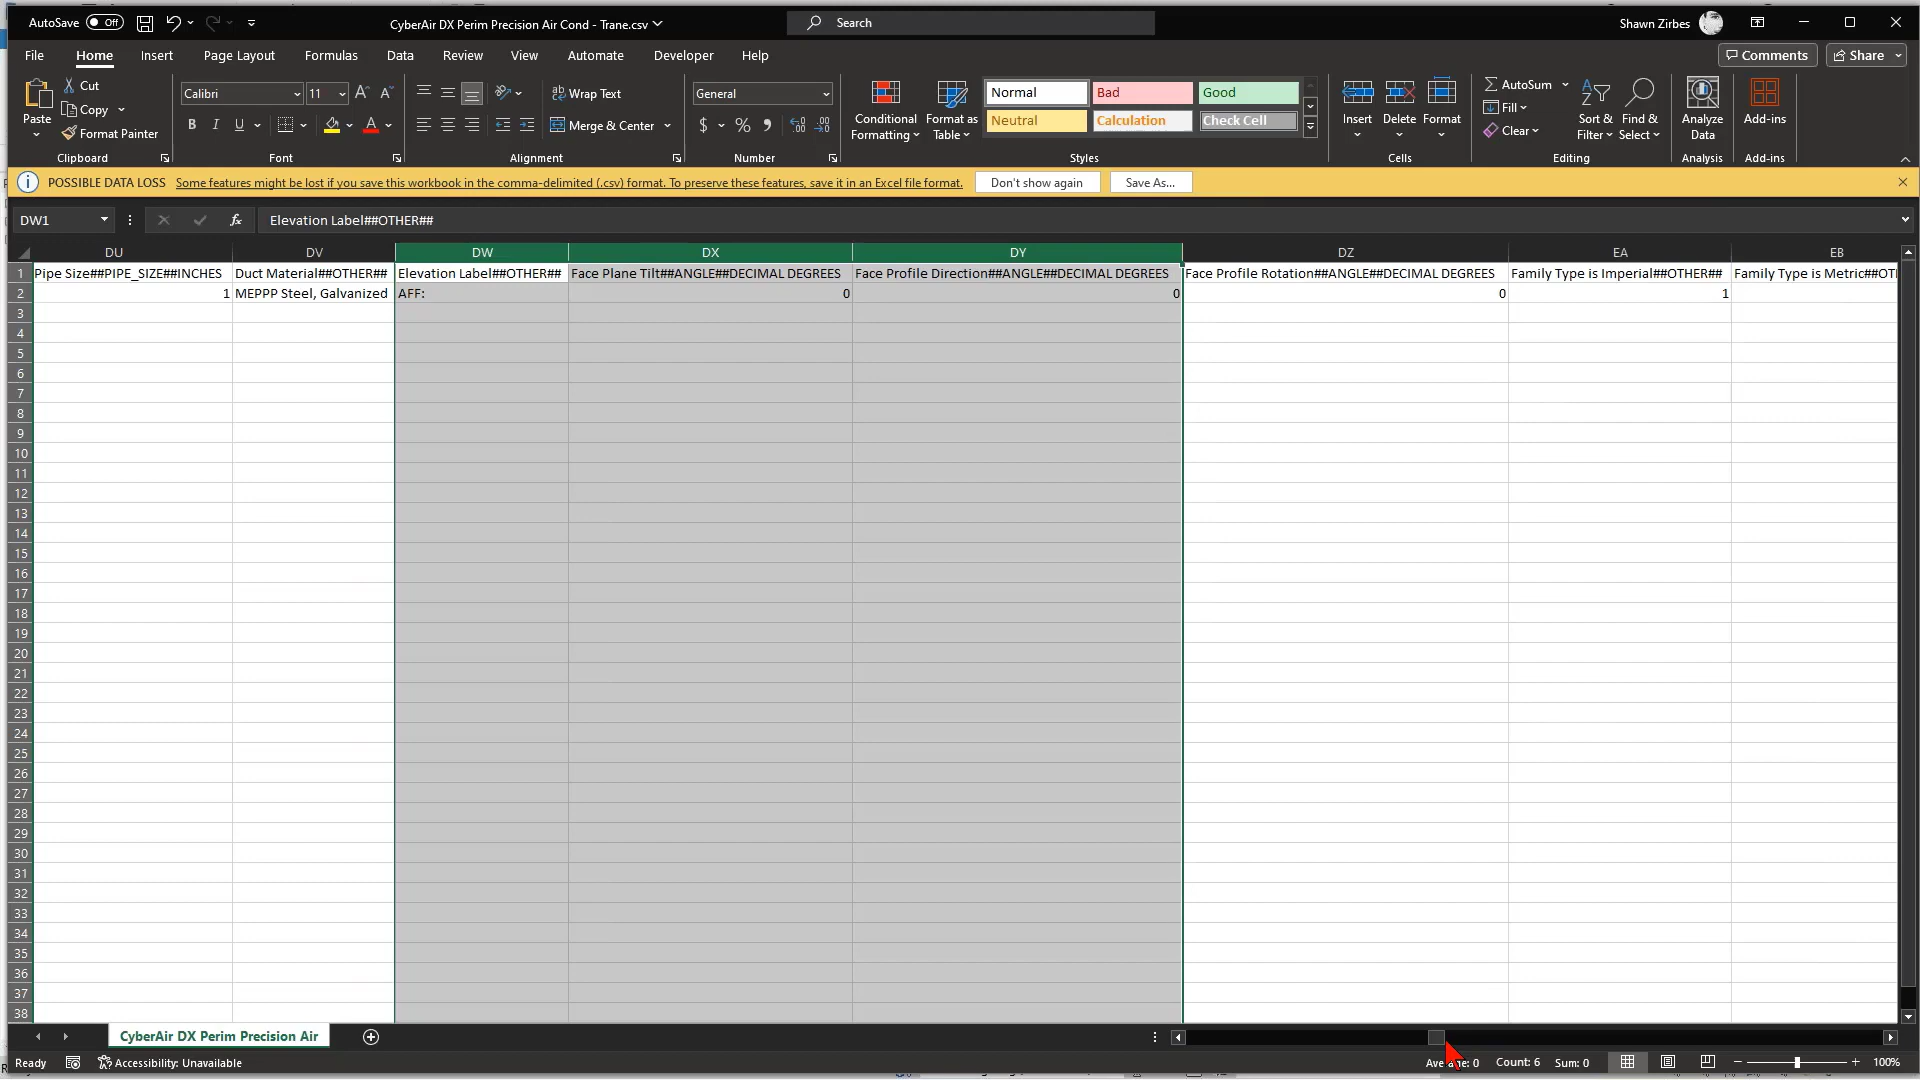 AutoSave Off CyberAir DX Perim Precision Air Cond - Trane.csv Search Shawn Zirbes
File Home Insert Page Layout Formulas Data Review View Automate Developer Help Comments Share
Cut
Copy
Format Painter
Paste
Clipboard
Calibri 11
B I U
Font
Wrap Text
Merge & Center
Alignment
General
$ % ,
Number
Conditional Formatting
Format as Table
Normal Bad Good
Neutral Calculation Check Cell
Styles
Insert Delete Format
Cells
AutoSum
Fill
Clear
Sort & Filter
Find & Select
Editing
Analyze Data
Analysis
Add-ins
Add-ins
POSSIBLE DATA LOSS Some features might be lost if you save this workbook in the comma-delimited (.csv) format. To preserve these features, save it in an Excel file format. Don't show again Save As...
DW1 fx Elevation Label##OTHER##
DU DV DW DX DY DZ EA EB
1 Pipe Size##PIPE_SIZE##INCHES Duct Material##OTHER## Elevation Label##OTHER## Face Plane Tilt##ANGLE##DECIMAL DEGREES Face Profile Direction##ANGLE##DECIMAL DEGREES Face Profile Rotation##ANGLE##DECIMAL DEGREES Family Type is Imperial##OTHER## Family Type is Metric##OTI
2 1 MEPPP Steel, Galvanized AFF: 0 0 0 1
3
4
5
6
7
8
9
10
11
12
13
14
15
16
17
18
19
20
21
22
23
24
25
26
27
28
29
30
31
32
33
34
35
36
37
38
CyberAir DX Perim Precision Air
Ready Accessibility: Unavailable Count: 6 Sum: 0 100%